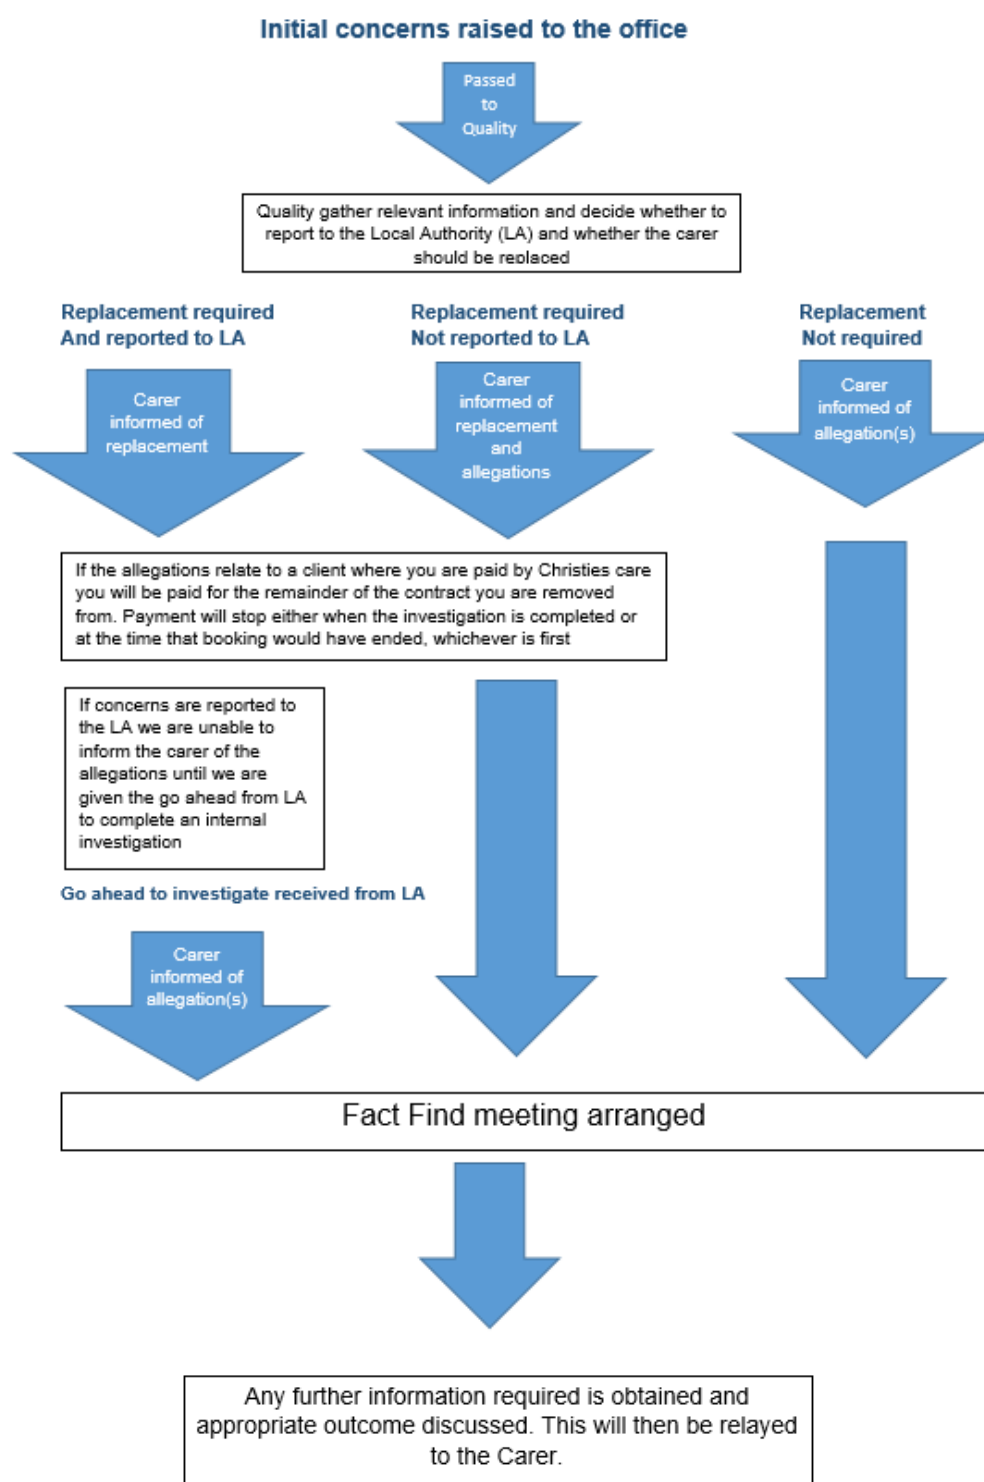 Initial concerns raised to the office
Passed
to
Quality
Quality gather relevant information and decide whether to
report to the Local Authority (LA) and whether the carer
should be replaced
Replacement required
And reported to LA
Replacement required
Not reported to LA
Replacement
Not required
Carer
informed of
replacement
Carer
informed of
replacement
and
allegations
Carer
informed of
allegation(s)
If the allegations relate to a client where you are paid by Christies care
you will be paid for the remainder of the contract you are removed
from. Payment will stop either when the investigation is completed or
at the time that booking would have ended, whichever is first
If concerns are reported to
the LA we are unable to
inform the carer of the
allegations until we are
given the go ahead from LA
to complete an internal
investigation
Go ahead to investigate received from LA
Carer
informed of
allegation(s)
Fact Find meeting arranged
Any further information required is obtained and
appropriate outcome discussed. This will then be relayed
to the Carer.